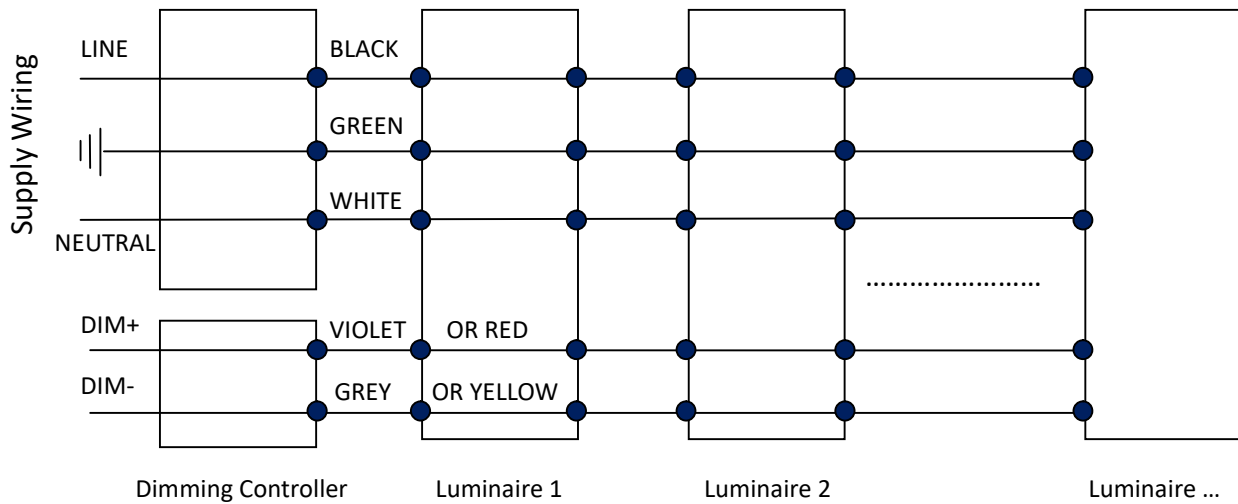 Supply Wiring
LINE BLACK
GREEN
WHITE
NEUTRAL
........................
DIM+ VIOLET OR RED
DIM- GREY OR YELLOW
Dimming Controller Luminaire 1 Luminaire 2 Luminaire ...